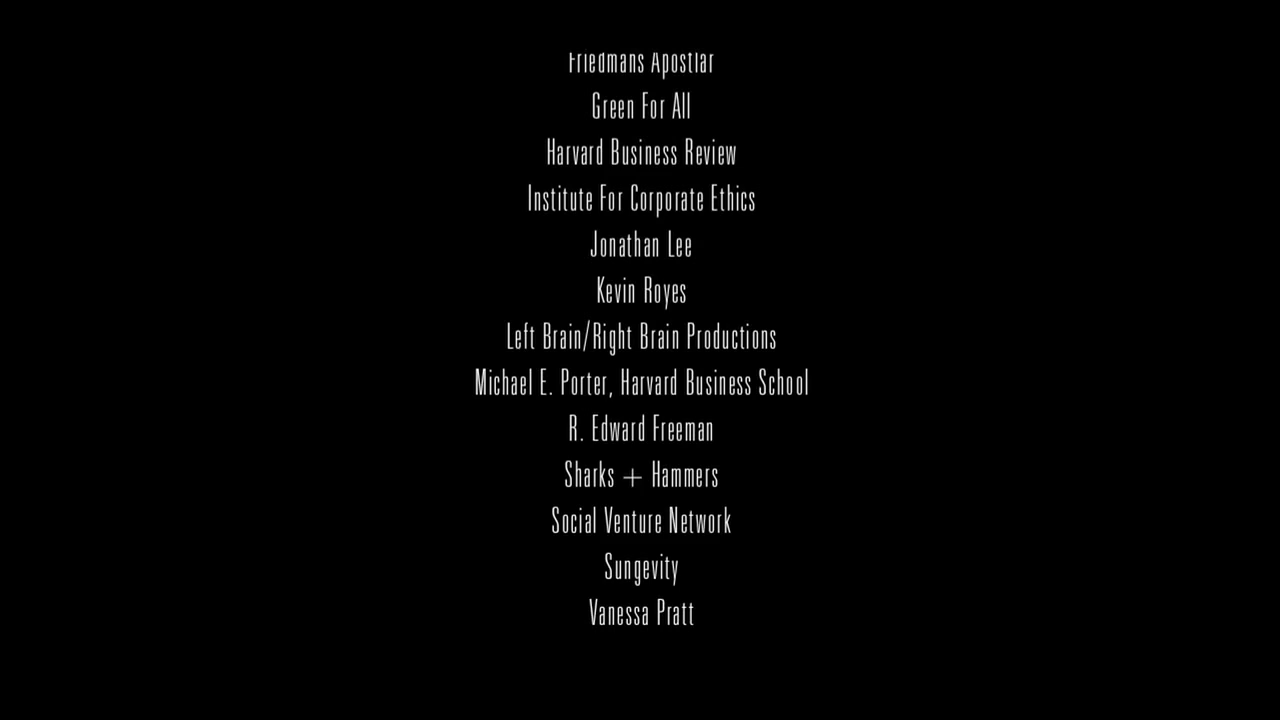 Friedmans Apostlar
Green For All
Harvard Business Review
Institute For Corporate Ethics
Jonathan Lee
Kevin Royes
Left Brain/Right Brain Productions
Michael E. Porter, Harvard Business School
R. Edward Freeman
Sharks + Hammers
Social Venture Network
Sungevity
Vanessa Pratt